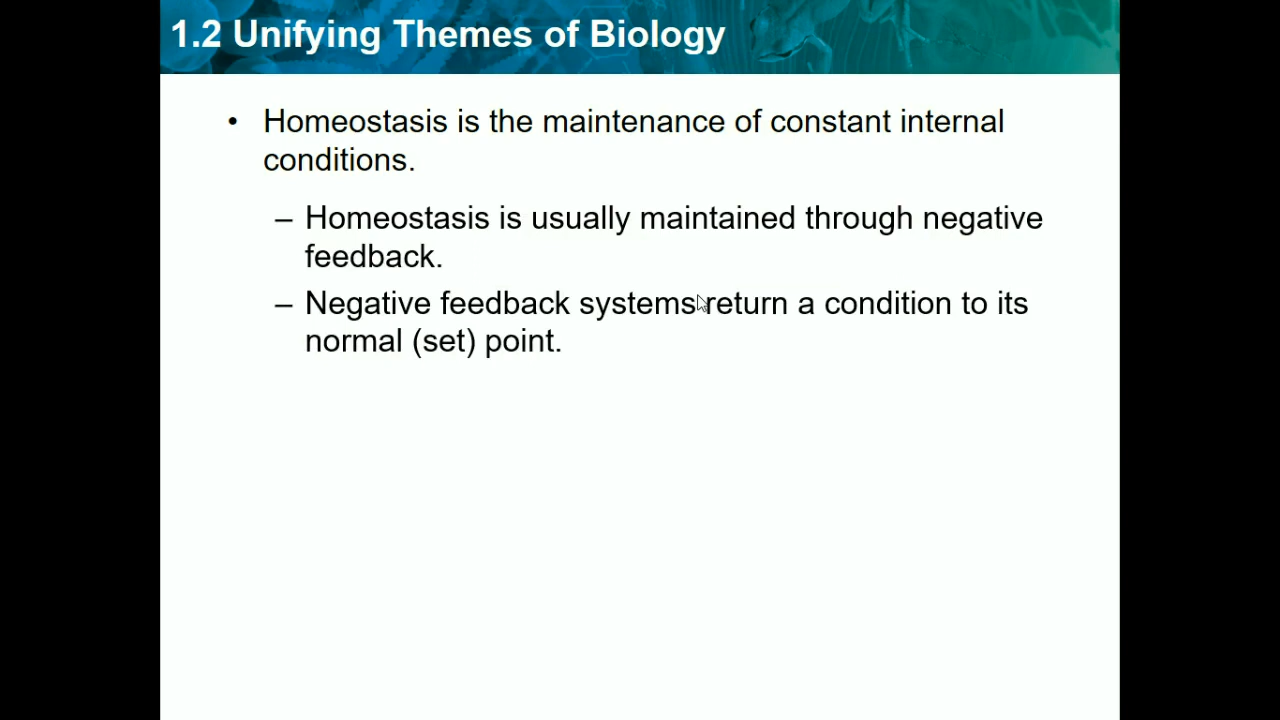 1.2 Unifying Themes of Biology
• Homeostasis is the maintenance of constant internal
conditions.
– Homeostasis is usually maintained through negative
feedback.
– Negative feedback systems return a condition to its
normal (set) point.